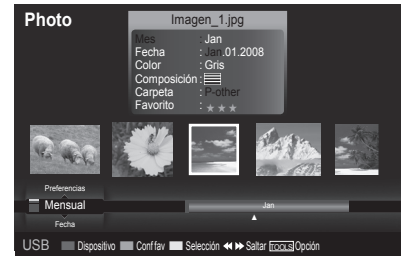 Photo
Imagen_1.jpg
Mes : Jan
Fecha : Jan 01.2008
Color : Gris
Composición :
Carpeta : P-other
Favorito : ★ ★ ★
Preferencias
Mensual
Fecha
Jan
▲
USB Dispositivo Conf fav Selección ◄◄ ►► Saltar TOOLS Opción